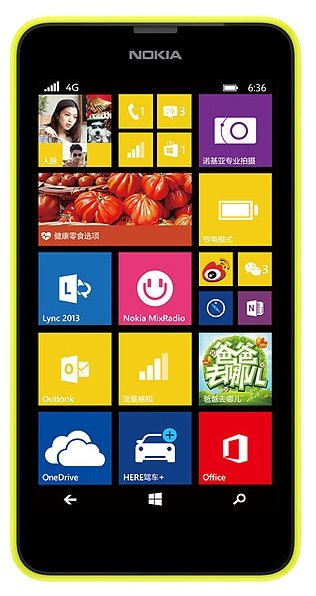 NOKIA
4G
6:36
人脉
1
3
1
诺基亚专业拍摄
健康零食选项
节电模式
3
Lync 2013
Nokia MixRadio
Outlook
流量感知
爸爸去哪儿
爸爸去哪儿
OneDrive
HERE驾车+
Office